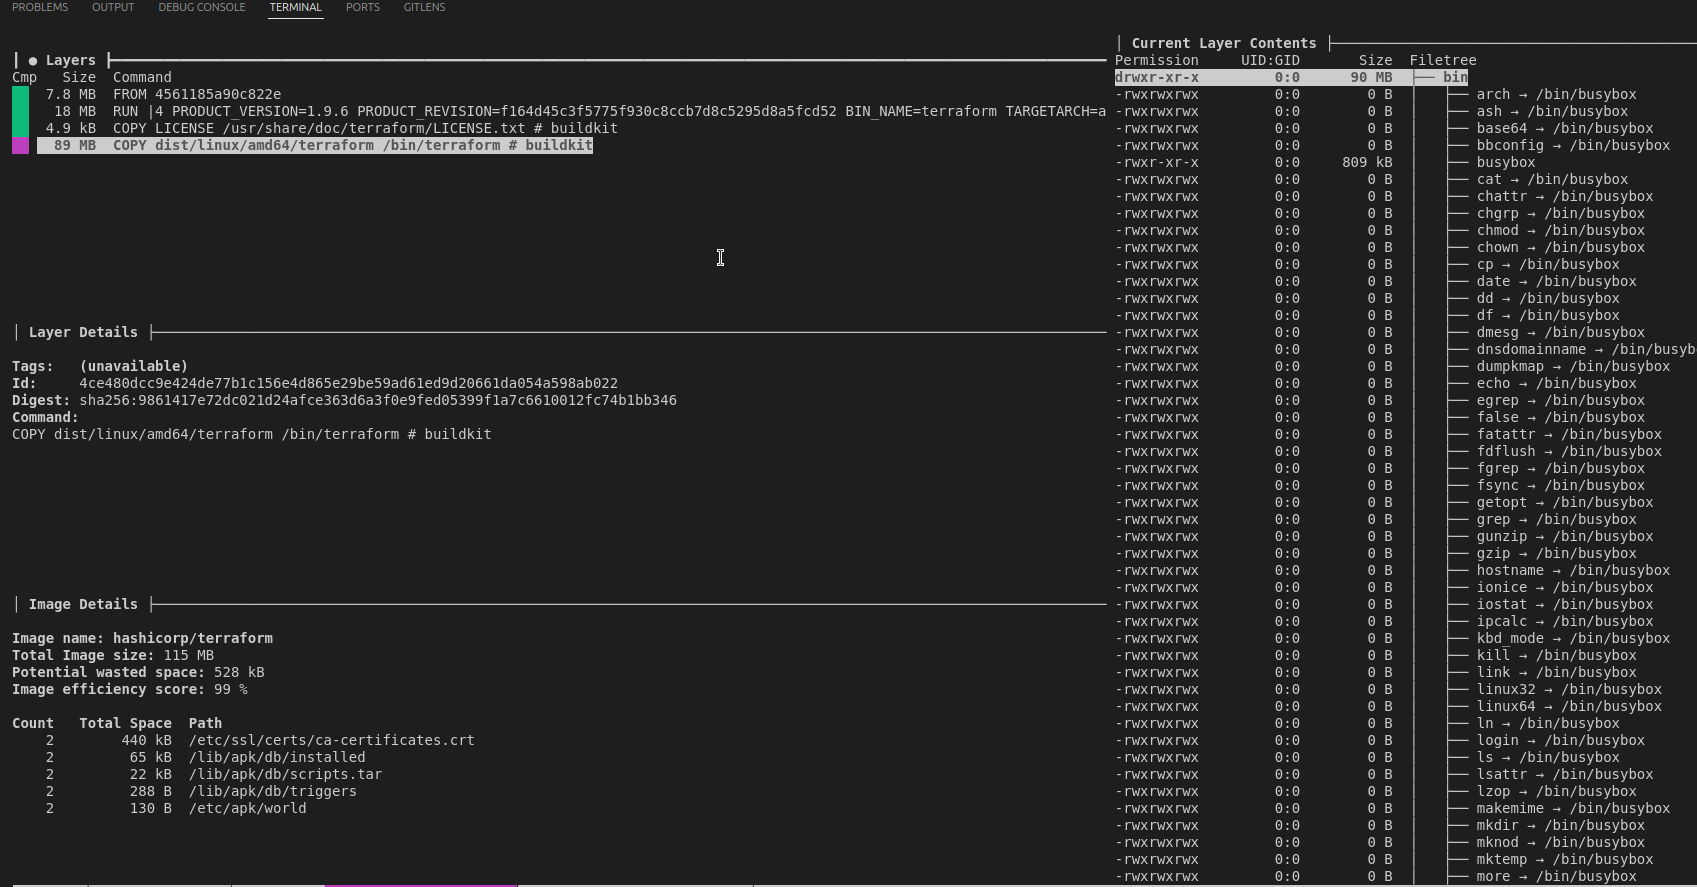 PROBLEMS OUTPUT DEBUG CONSOLE TERMINAL PORTS GITLENS
┃ ● Layers ┣━━━━━━━━━━━━━━━━━━━━
Cmp Size Command
7.8 MB FROM 4561185a90c822e
18 MB RUN |4 PRODUCT_VERSION=1.9.6 PRODUCT_REVISION=f164d45c3f5775f930c8ccb7d8c5295d8a5fcd52 BIN_NAME=terraform TARGETARCH=a
4.9 kB COPY LICENSE /usr/share/doc/terraform/LICENSE.txt # buildkit
89 MB COPY dist/linux/amd64/terraform /bin/terraform # buildkit
│ Layer Details ├────────────────────
Tags: (unavailable)
Id: 4ce480dcc9e424de77b1c156e4d865e29be59ad61ed9d20661da054a598ab022
Digest: sha256:9861417e72dc021d24afce363d6a3f0e9fed05399f1a7c6610012fc74b1bb346
Command:
COPY dist/linux/amd64/terraform /bin/terraform # buildkit
│ Image Details ├────────────────────
Image name: hashicorp/terraform
Total Image size: 115 MB
Potential wasted space: 528 kB
Image efficiency score: 99 %
Count Total Space Path
2 440 kB /etc/ssl/certs/ca-certificates.crt
2 65 kB /lib/apk/db/installed
2 22 kB /lib/apk/db/scripts.tar
2 288 B /lib/apk/db/triggers
2 130 B /etc/apk/world
│ Current Layer Contents ├────────────────────
Permission UID:GID Size Filetree
drwxr-xr-x 0:0 90 MB ├── bin
-rwxrwxrwx 0:0 0 B │ ├── arch → /bin/busybox
-rwxrwxrwx 0:0 0 B │ ├── ash → /bin/busybox
-rwxrwxrwx 0:0 0 B │ ├── base64 → /bin/busybox
-rwxrwxrwx 0:0 0 B │ ├── bbconfig → /bin/busybox
-rwxr-xr-x 0:0 809 kB │ ├── busybox
-rwxrwxrwx 0:0 0 B │ ├── cat → /bin/busybox
-rwxrwxrwx 0:0 0 B │ ├── chattr → /bin/busybox
-rwxrwxrwx 0:0 0 B │ ├── chgrp → /bin/busybox
-rwxrwxrwx 0:0 0 B │ ├── chmod → /bin/busybox
-rwxrwxrwx 0:0 0 B │ ├── chown → /bin/busybox
-rwxrwxrwx 0:0 0 B │ ├── cp → /bin/busybox
-rwxrwxrwx 0:0 0 B │ ├── date → /bin/busybox
-rwxrwxrwx 0:0 0 B │ ├── dd → /bin/busybox
-rwxrwxrwx 0:0 0 B │ ├── df → /bin/busybox
-rwxrwxrwx 0:0 0 B │ ├── dmesg → /bin/busybox
-rwxrwxrwx 0:0 0 B │ ├── dnsdomainname → /bin/busyb
-rwxrwxrwx 0:0 0 B │ ├── dumpkmap → /bin/busybox
-rwxrwxrwx 0:0 0 B │ ├── echo → /bin/busybox
-rwxrwxrwx 0:0 0 B │ ├── egrep → /bin/busybox
-rwxrwxrwx 0:0 0 B │ ├── false → /bin/busybox
-rwxrwxrwx 0:0 0 B │ ├── fatattr → /bin/busybox
-rwxrwxrwx 0:0 0 B │ ├── fdflush → /bin/busybox
-rwxrwxrwx 0:0 0 B │ ├── fgrep → /bin/busybox
-rwxrwxrwx 0:0 0 B │ ├── fsync → /bin/busybox
-rwxrwxrwx 0:0 0 B │ ├── getopt → /bin/busybox
-rwxrwxrwx 0:0 0 B │ ├── grep → /bin/busybox
-rwxrwxrwx 0:0 0 B │ ├── gunzip → /bin/busybox
-rwxrwxrwx 0:0 0 B │ ├── gzip → /bin/busybox
-rwxrwxrwx 0:0 0 B │ ├── hostname → /bin/busybox
-rwxrwxrwx 0:0 0 B │ ├── ionice → /bin/busybox
-rwxrwxrwx 0:0 0 B │ ├── iostat → /bin/busybox
-rwxrwxrwx 0:0 0 B │ ├── ipcalc → /bin/busybox
-rwxrwxrwx 0:0 0 B │ ├── kbd_mode → /bin/busybox
-rwxrwxrwx 0:0 0 B │ ├── kill → /bin/busybox
-rwxrwxrwx 0:0 0 B │ ├── link → /bin/busybox
-rwxrwxrwx 0:0 0 B │ ├── linux32 → /bin/busybox
-rwxrwxrwx 0:0 0 B │ ├── linux64 → /bin/busybox
-rwxrwxrwx 0:0 0 B │ ├── ln → /bin/busybox
-rwxrwxrwx 0:0 0 B │ ├── login → /bin/busybox
-rwxrwxrwx 0:0 0 B │ ├── ls → /bin/busybox
-rwxrwxrwx 0:0 0 B │ ├── lsattr → /bin/busybox
-rwxrwxrwx 0:0 0 B │ ├── lzop → /bin/busybox
-rwxrwxrwx 0:0 0 B │ ├── makemime → /bin/busybox
-rwxrwxrwx 0:0 0 B │ ├── mkdir → /bin/busybox
-rwxrwxrwx 0:0 0 B │ ├── mknod → /bin/busybox
-rwxrwxrwx 0:0 0 B │ ├── mktemp → /bin/busybox
-rwxrwxrwx 0:0 0 B │ ├── more → /bin/busybox